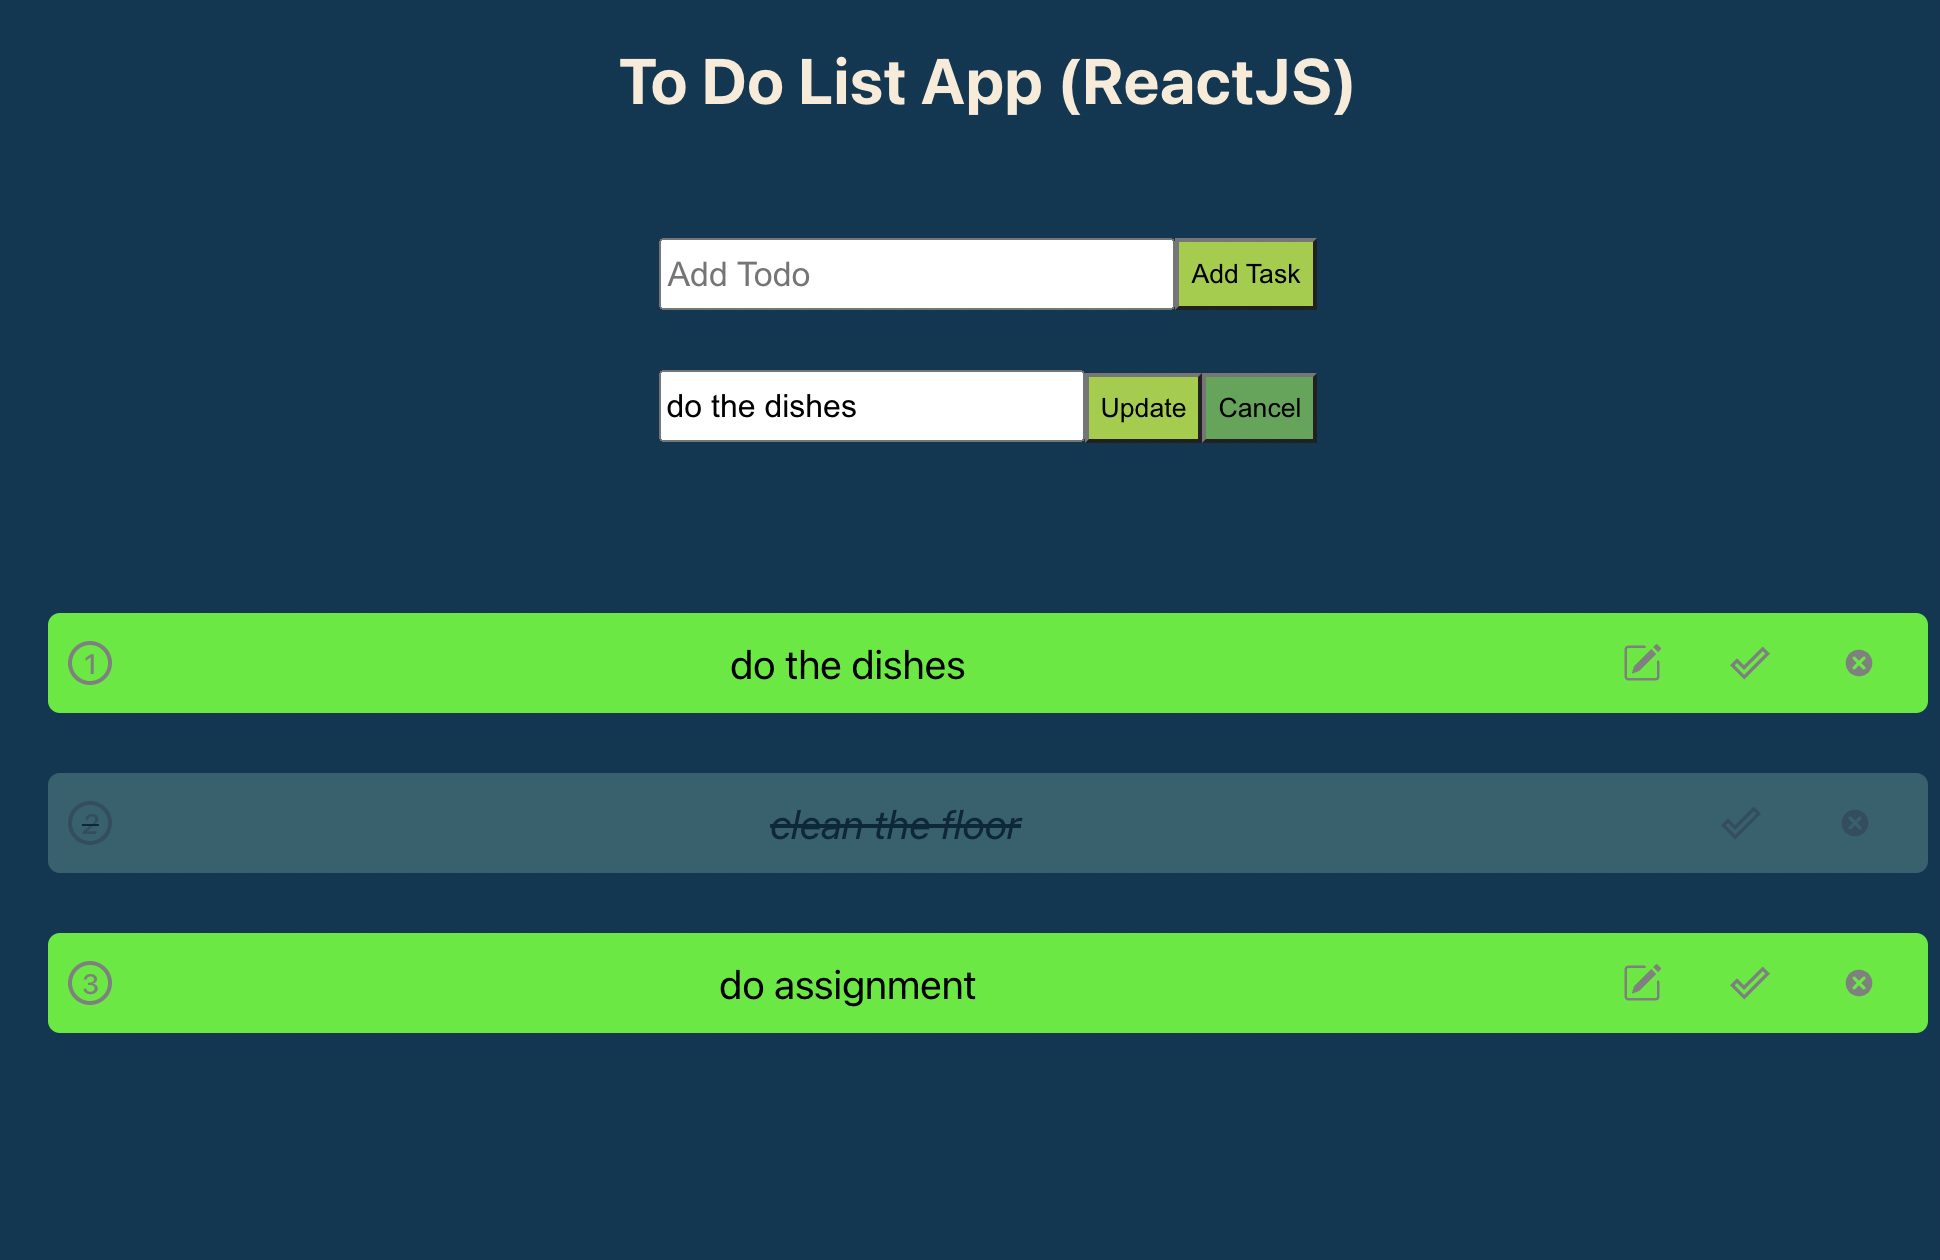 To Do List App (ReactJS)
Add Todo Add Task
do the dishes Update Cancel
1 do the dishes
2 clean the floor
3 do assignment